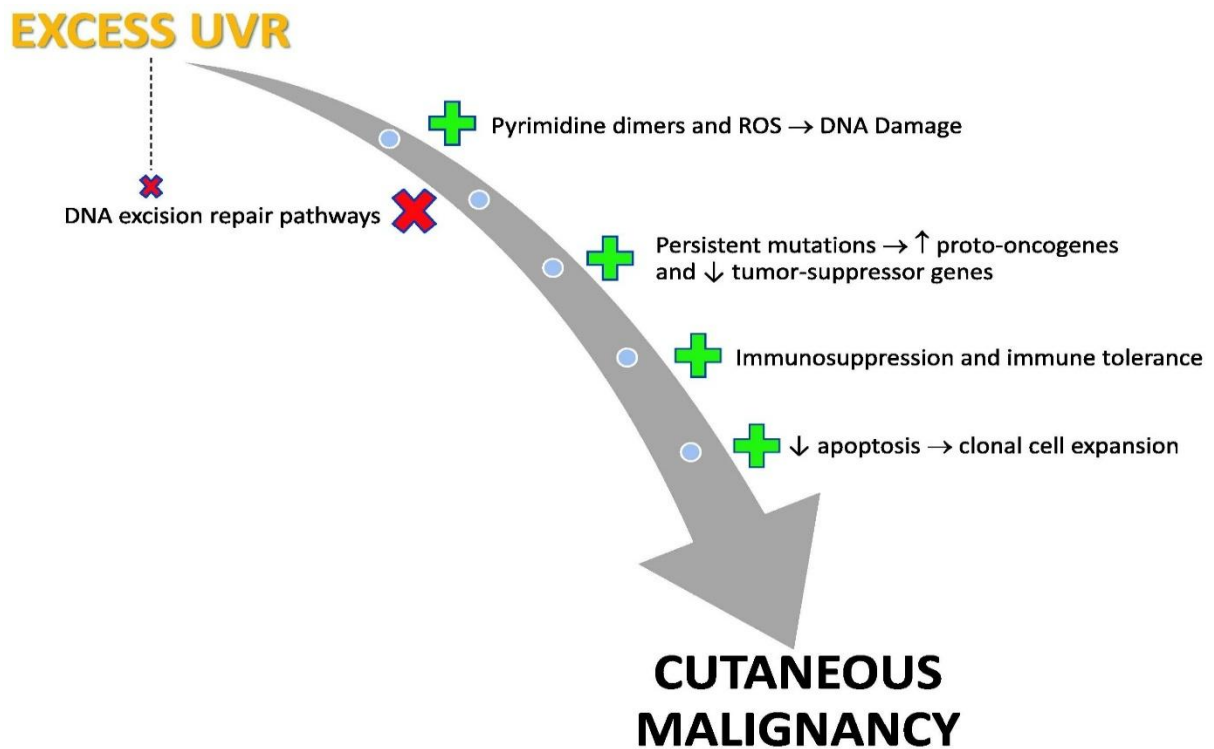 EXCESS UVR
Pyrimidine dimers and ROS → DNA Damage
DNA excision repair pathways
Persistent mutations → ↑ proto-oncogenes
and ↓ tumor-suppressor genes
Immunosuppression and immune tolerance
↓ apoptosis → clonal cell expansion
CUTANEOUS
MALIGNANCY